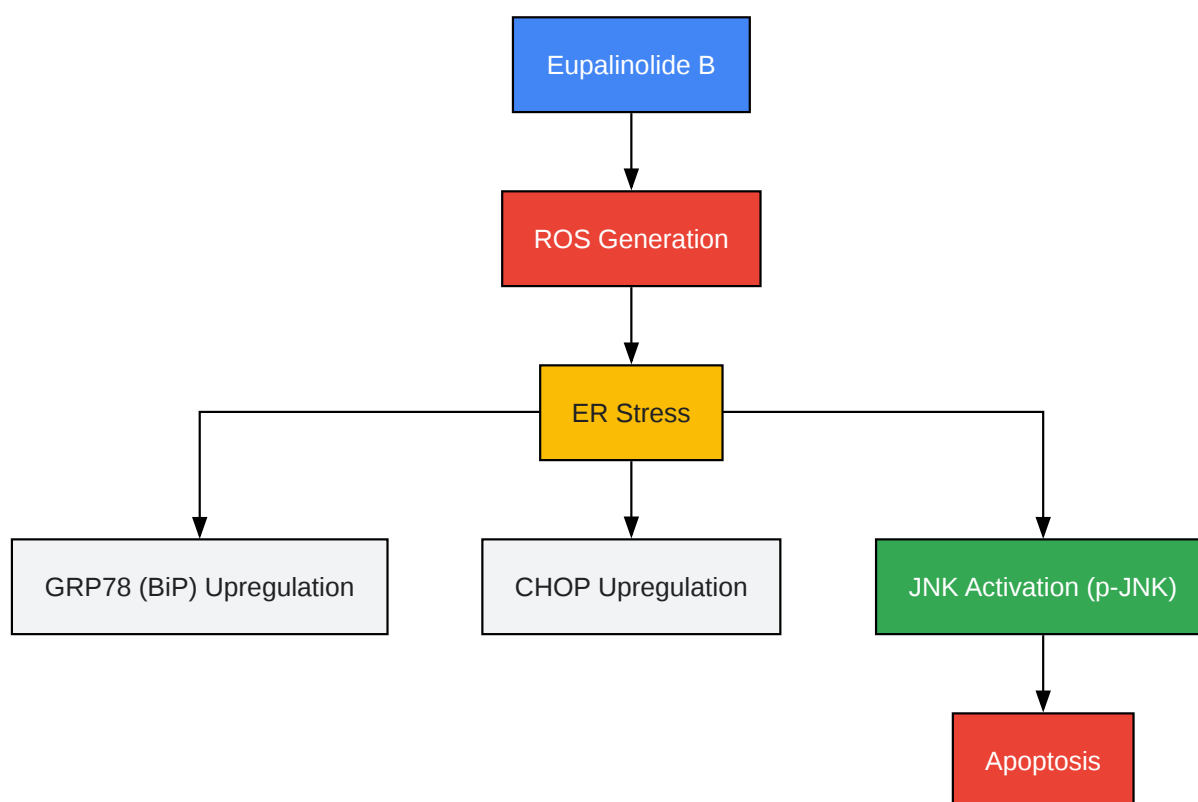 Eupalinolide B
ROS Generation
ER Stress
GRP78 (BiP) Upregulation
CHOP Upregulation
JNK Activation (p-JNK)
Apoptosis